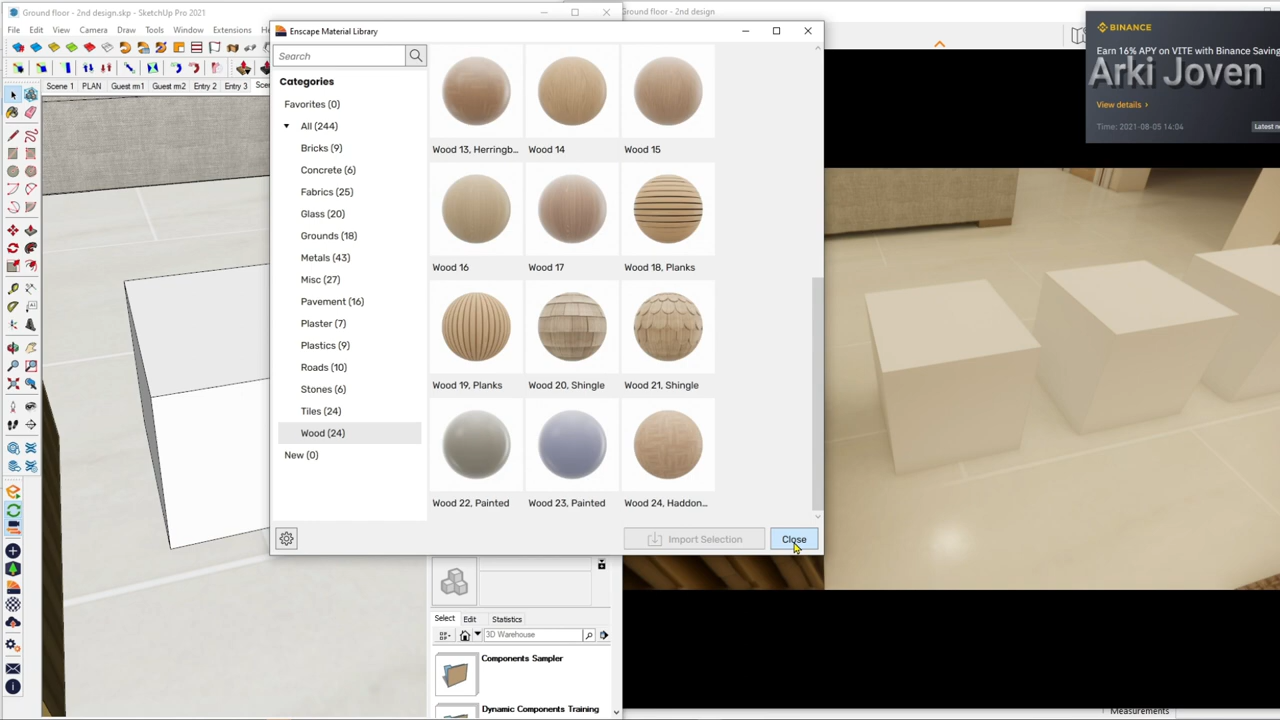 Ground floor - 2nd design.skp - SketchUp Pro 2021
Ground floor - 2nd design
File Edit View Camera Draw Tools Window Extensions
Scene 1 PLAN Guest m1 Guest m2 Entry 2 Entry 3
Enscape Material Library
Search
Categories
Favorites (0)
All (244)
Bricks (9)
Concrete (6)
Fabrics (25)
Glass (20)
Grounds (18)
Metals (43)
Misc (27)
Pavement (16)
Plaster (7)
Plastics (9)
Roads (10)
Stones (6)
Tiles (24)
Wood (24)
New (0)
Wood 13, Herringb... Wood 14 Wood 15
Wood 16 Wood 17 Wood 18, Planks
Wood 19, Planks Wood 20, Shingle Wood 21, Shingle
Wood 22, Painted Wood 23, Painted Wood 24, Haddon...
Import Selection Close
Select Edit Statistics
3D Warehouse
Components Sampler
Dynamic Components Training
BINANCE
Earn 16% APY on VITE with Binance Saving
Arki Joven
View details ›
Time: 2021-08-05 14:04
Measurements